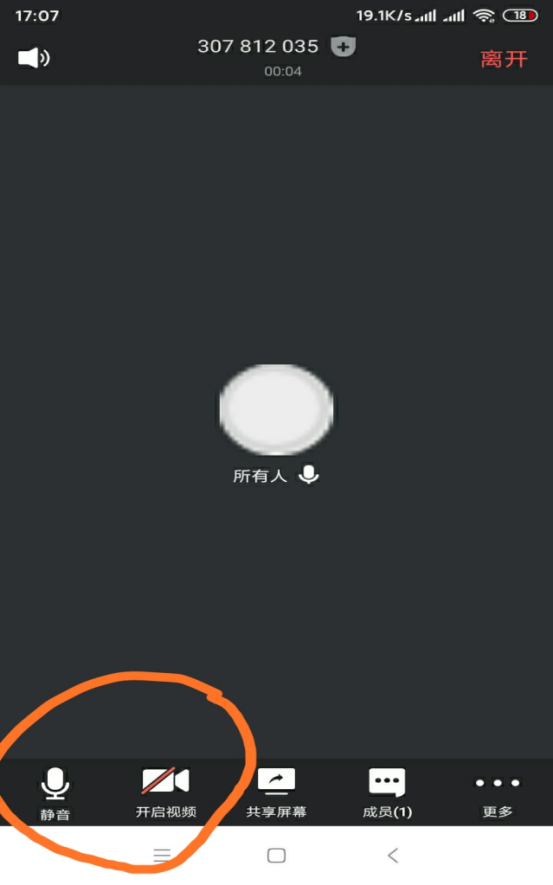 17:07 19.1K/s 18
307 812 035
00:04
离开
所有人
静音 开启视频 共享屏幕 成员(1) 更多